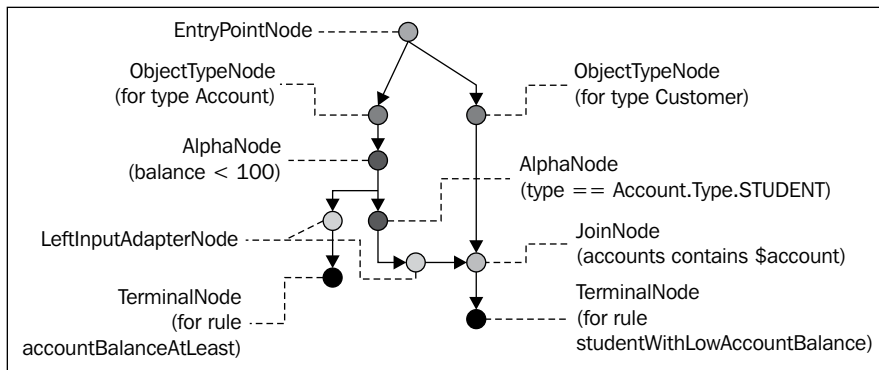 EntryPointNode
ObjectTypeNode
(for type Account)
ObjectTypeNode
(for type Customer)
AlphaNode
(balance < 100)
AlphaNode
(type == Account.Type.STUDENT)
LeftInputAdapterNode
JoinNode
(accounts contains $account)
TerminalNode
(for rule
accountBalanceAtLeast)
TerminalNode
(for rule
studentWithLowAccountBalance)